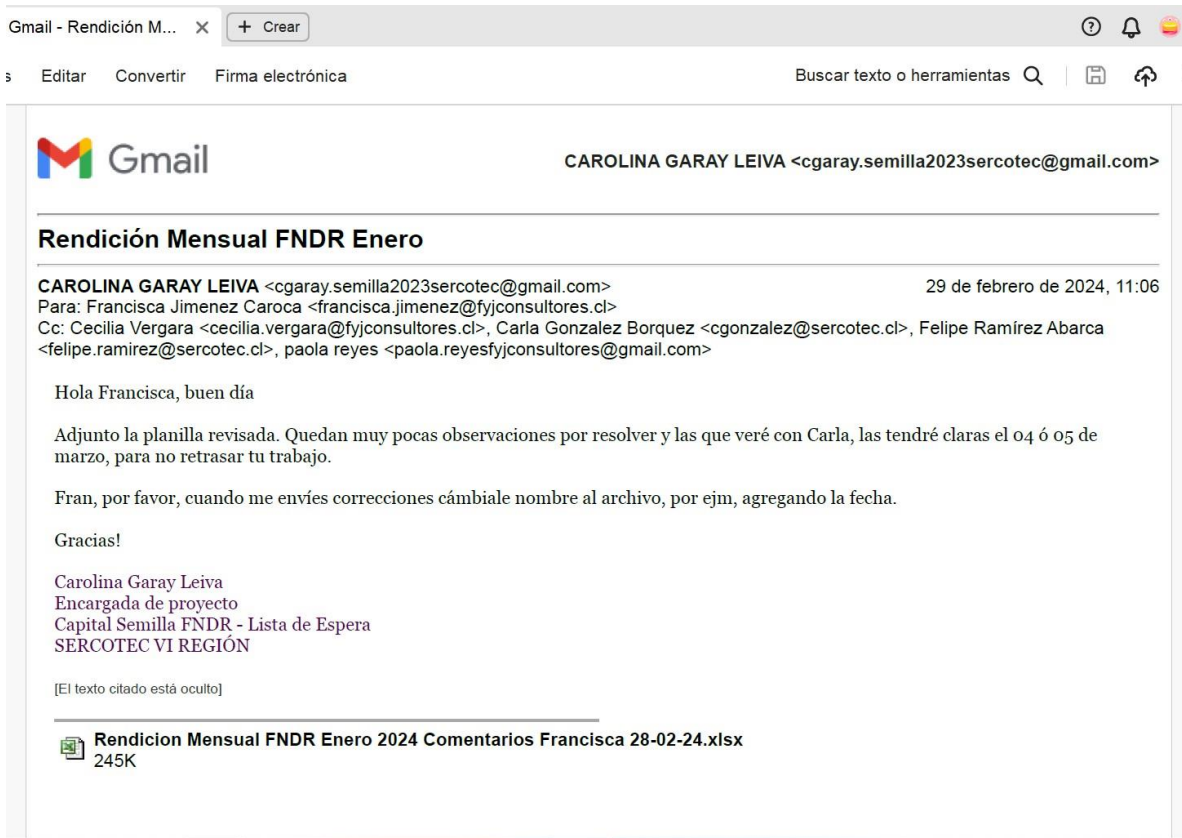 Gmail - Rendición M...
+ Crear
s Editar Convertir Firma electrónica Buscar texto o herramientas
Gmail CAROLINA GARAY LEIVA <cgaray.semilla2023sercotec@gmail.com>
Rendición Mensual FNDR Enero
CAROLINA GARAY LEIVA <cgaray.semilla2023sercotec@gmail.com> 29 de febrero de 2024, 11:06
Para: Francisca Jimenez Caroca <francisca.jimenez@fyjconsultores.cl>
Cc: Cecilia Vergara <cecilia.vergara@fyjconsultores.cl>, Carla Gonzalez Borquez <cgonzalez@sercotec.cl>, Felipe Ramírez Abarca
<felipe.ramirez@sercotec.cl>, paola reyes <paola.reyesfyjconsultores@gmail.com>
Hola Francisca, buen día
Adjunto la planilla revisada. Quedan muy pocas observaciones por resolver y las que veré con Carla, las tendré claras el 04 ó 05 de
marzo, para no retrasar tu trabajo.
Fran, por favor, cuando me envíes correcciones cámbiale nombre al archivo, por ejm, agregando la fecha.
Gracias!
Carolina Garay Leiva
Encargada de proyecto
Capital Semilla FNDR - Lista de Espera
SERCOTEC VI REGIÓN
[El texto citado está oculto]
Rendicion Mensual FNDR Enero 2024 Comentarios Francisca 28-02-24.xlsx
245K